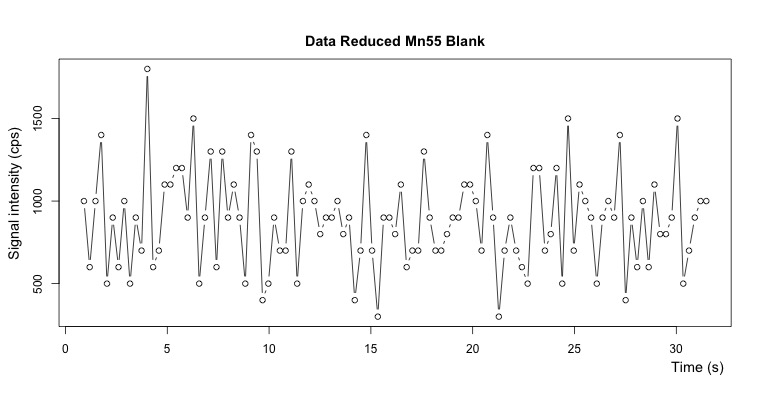 Data Reduced Mn55 Blank
Signal intensity (cps)
1500
1000
500
0 5 10 15 20 25 30
Time (s)